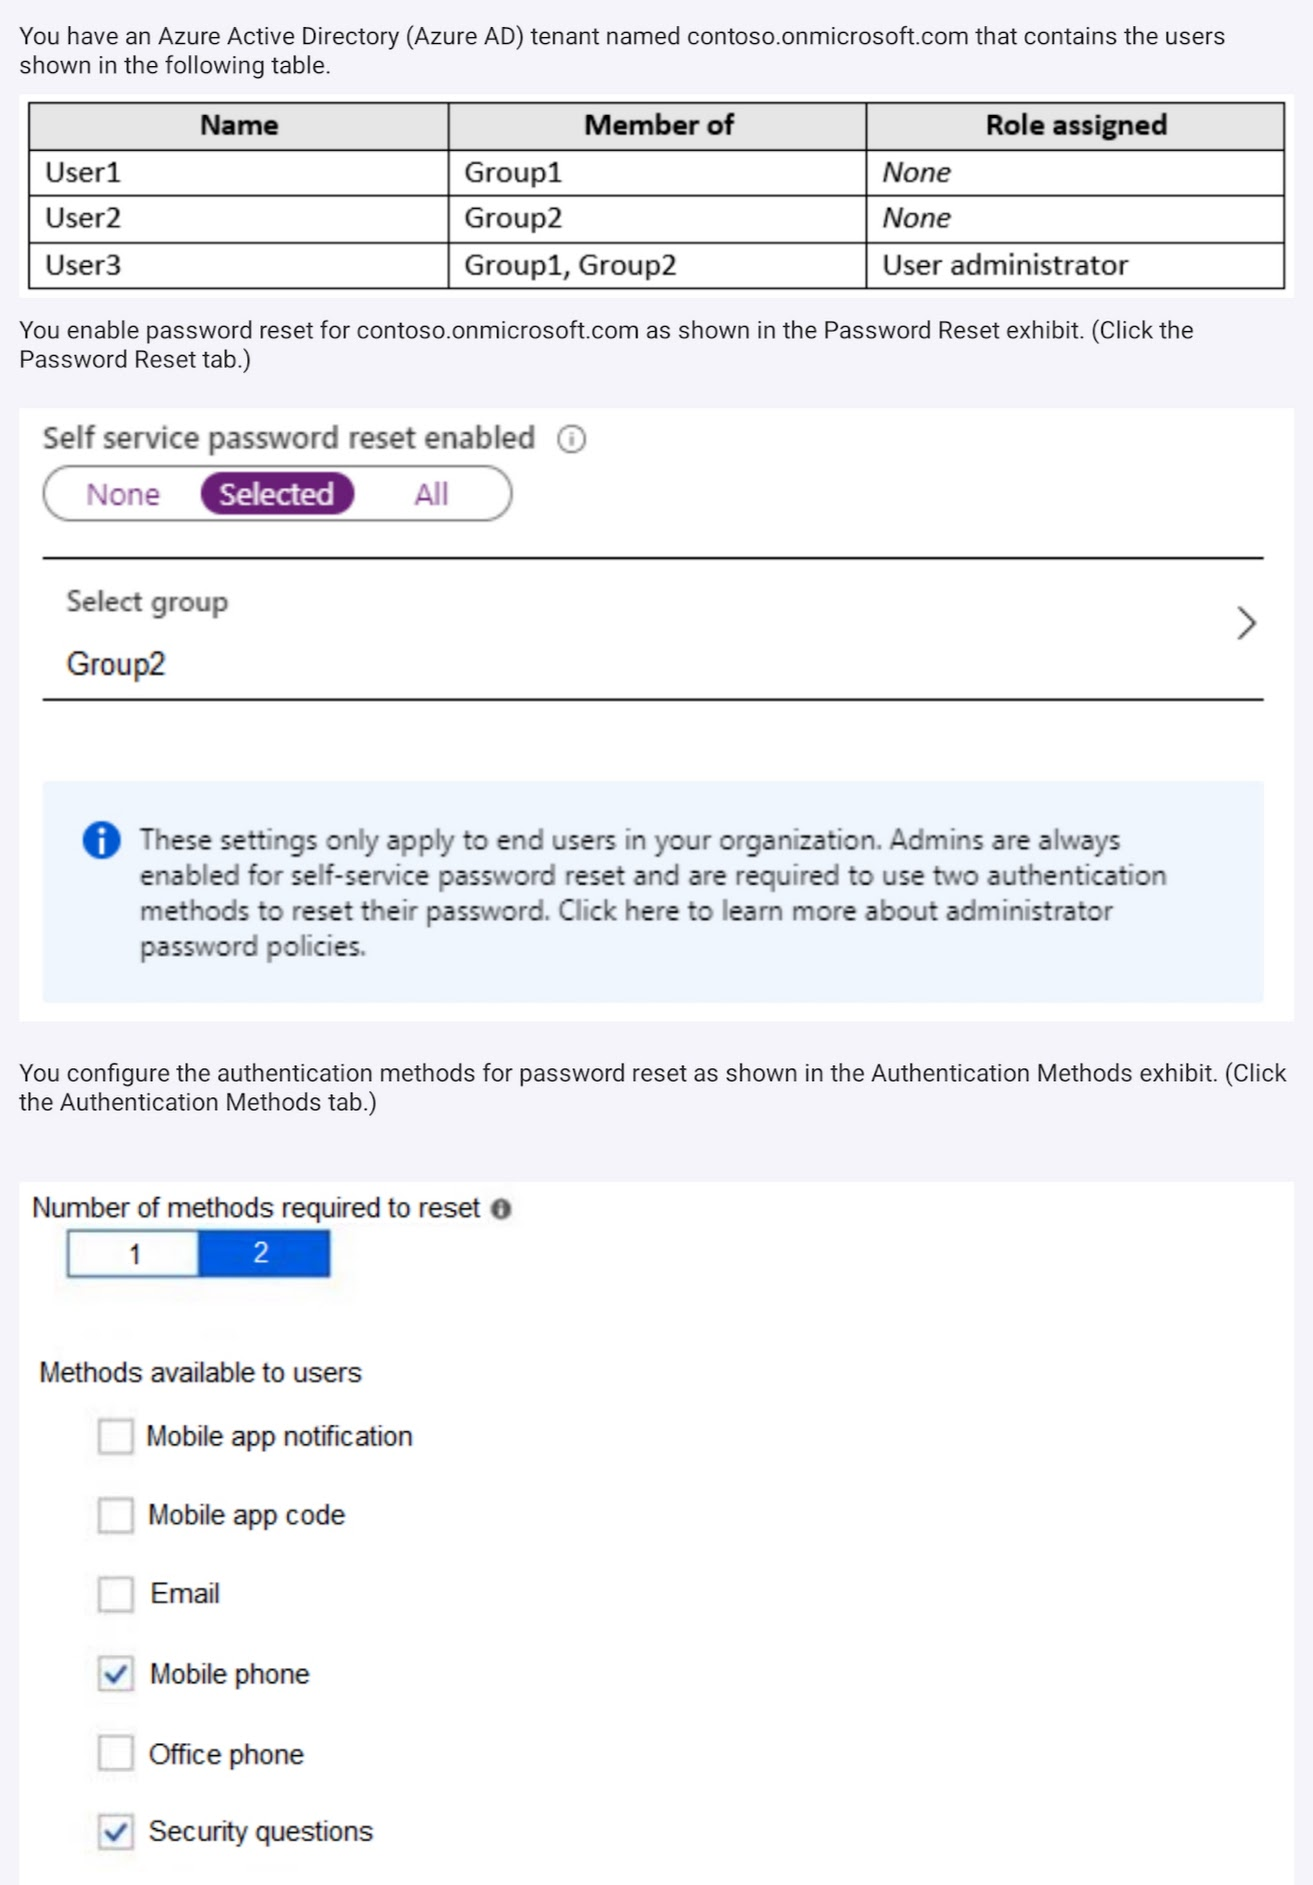 You have an Azure Active Directory (Azure AD) tenant named contoso.onmicrosoft.com that contains the users
shown in the following table.
Name Member of Role assigned
User1 Group1 None
User2 Group2 None
User3 Group1, Group2 User administrator
You enable password reset for contoso.onmicrosoft.com as shown in the Password Reset exhibit. (Click the
Password Reset tab.)
Self service password reset enabled
None Selected All
Select group
Group2
These settings only apply to end users in your organization. Admins are always
enabled for self-service password reset and are required to use two authentication
methods to reset their password. Click here to learn more about administrator
password policies.
You configure the authentication methods for password reset as shown in the Authentication Methods exhibit. (Click
the Authentication Methods tab.)
Number of methods required to reset
1 2
Methods available to users
Mobile app notification
Mobile app code
Email
Mobile phone
Office phone
Security questions